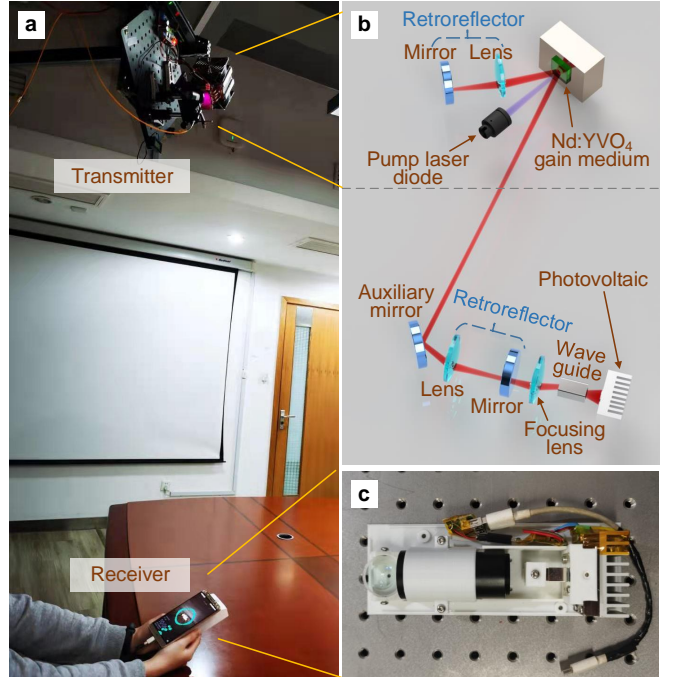 a
Transmitter
Receiver
b
Retroreflector
Mirror
Lens
Pump laser
diode
Nd:YVO₄
gain medium
Auxiliary
mirror
Retroreflector
Lens
Mirror
Photovoltaic
Wave
guide
Focusing
lens
c